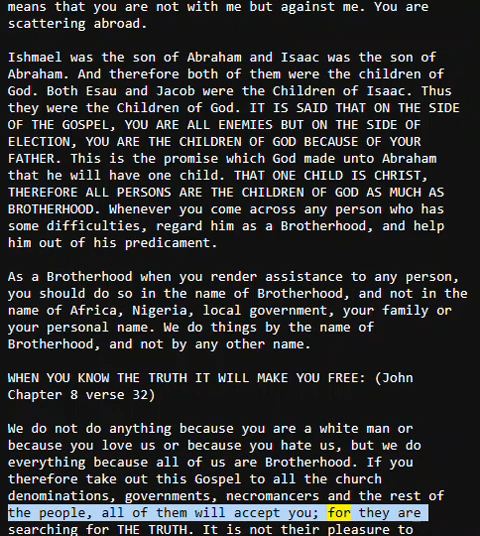 means that you are not with me but against me. You are
scattering abroad.
Ishmael was the son of Abraham and Isaac was the son of
Abraham. And therefore both of them were the children of
God. Both Esau and Jacob were the Children of Isaac. Thus
they were the Children of God. IT IS SAID THAT ON THE SIDE
OF THE GOSPEL, YOU ARE ALL ENEMIES BUT ON THE SIDE OF
ELECTION, YOU ARE THE CHILDREN OF GOD BECAUSE OF YOUR
FATHER. This is the promise which God made unto Abraham
that he will have one child. THAT ONE CHILD IS CHRIST,
THEREFORE ALL PERSONS ARE THE CHILDREN OF GOD AS MUCH AS
BROTHERHOOD. Whenever you come across any person who has
some difficulties, regard him as a Brotherhood, and help
him out of his predicament.
As a Brotherhood when you render assistance to any person,
you should do so in the name of Brotherhood, and not in the
name of Africa, Nigeria, local government, your family or
your personal name. We do things by the name of
Brotherhood, and not by any other name.
WHEN YOU KNOW THE TRUTH IT WILL MAKE YOU FREE: (John
Chapter 8 verse 32)
We do not do anything because you are a white man or
because you love us or because you hate us, but we do
everything because all of us are Brotherhood. If you
therefore take out this Gospel to all the church
denominations, governments, necromancers and the rest of
the people, all of them will accept you; for they are
searching for THE TRUTH. It is not their pleasure to